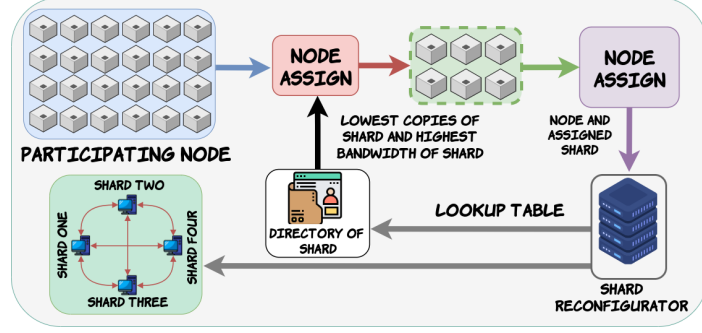 NODE
ASSIGN
NODE
ASSIGN
PARTICIPATING NODE
LOWEST COPIES OF
SHARD AND HIGHEST
BANDWIDTH OF SHARD
NODE AND
ASSIGNED
SHARD
SHARD TWO
SHARD ONE
SHARD FOUR
SHARD THREE
DIRECTORY OF
SHARD
LOOKUP TABLE
SHARD
RECONFIGURATOR